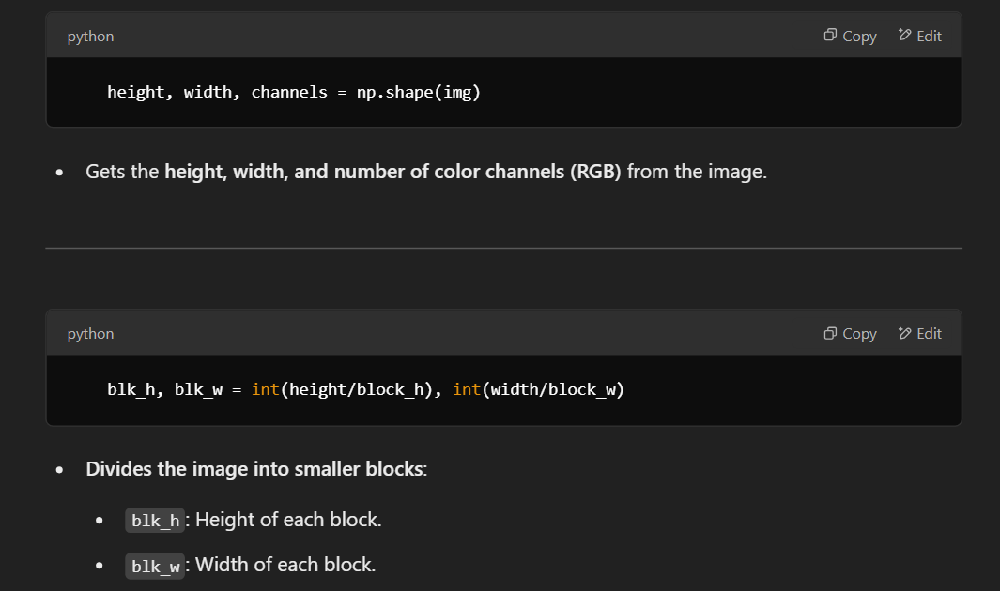 python Copy Edit
height, width, channels = np.shape(img)
• Gets the height, width, and number of color channels (RGB) from the image.
python Copy Edit
blk_h, blk_w = int(height/block_h), int(width/block_w)
• Divides the image into smaller blocks:
• blk_h: Height of each block.
• blk_w: Width of each block.